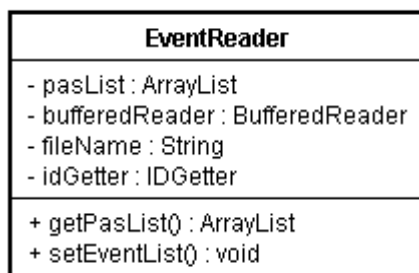 EventReader
- pasList : ArrayList
- bufferedReader : BufferedReader
- fileName : String
- idGetter : IDGetter
+ getPasList() : ArrayList
+ setEventList() : void